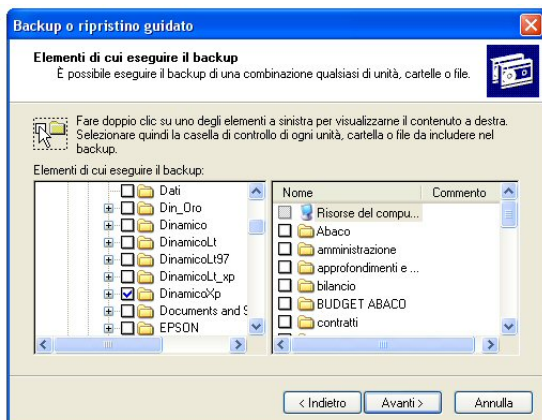 Backup o ripristino guidato
Elementi di cui eseguire il backup
È possibile eseguire il backup di una combinazione qualsiasi di unità, cartelle o file.
Fare doppio clic su uno degli elementi a sinistra per visualizzarne il contenuto a destra.
Selezionare quindi la casella di controllo di ogni unità, cartella o file da includere nel
backup.
Elementi di cui eseguire il backup:
Dati
Din_Oro
Dinamico
DinamicoLt
DinamicoLt97
DinamicoLt_xp
DinamicoXp
Documents and S
EPSON
Nome Commento
Risorse del compu...
Abaco
amministrazione
approfondimenti e ...
bilancio
BUDGET ABACO
contratti
< Indietro Avanti > Annulla